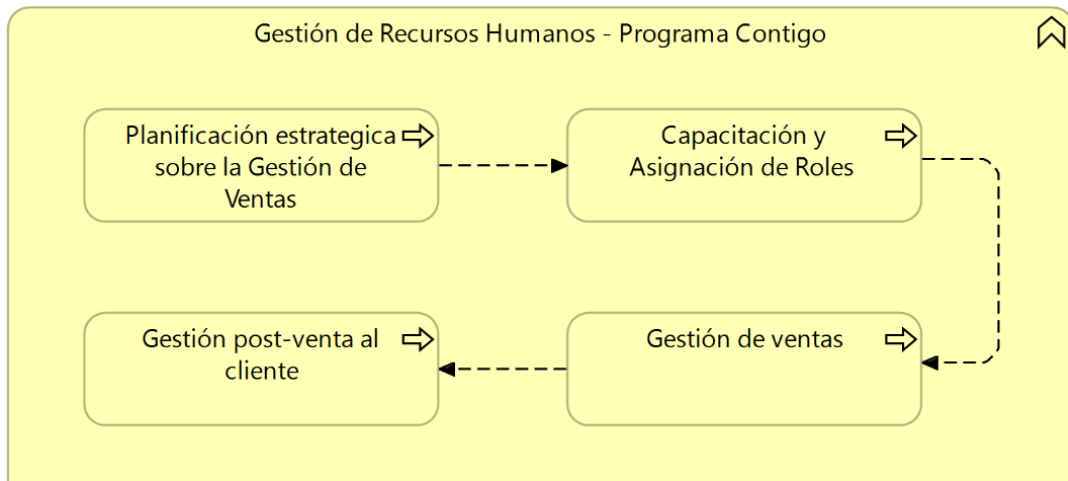 Gestión de Recursos Humanos - Programa Contigo
Planificación estrategica
sobre la Gestión de
Ventas
Capacitación y
Asignación de Roles
Gestión post-venta al
cliente
Gestión de ventas